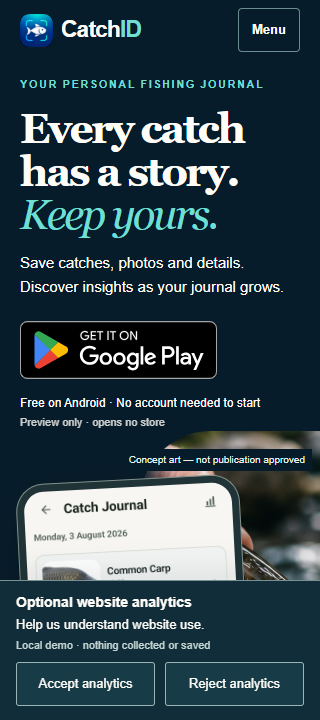 CatchID
Menu
YOUR PERSONAL FISHING JOURNAL
Every catch
has a story.
Keep yours.
Save catches, photos and details.
Discover insights as your journal grows.
GET IT ON
Google Play
Free on Android · No account needed to start
Preview only · opens no store
Concept art — not publication approved
Catch Journal
Monday, 3 August 2026
Common Carp
Optional website analytics
Help us understand website use.
Local demo · nothing collected or saved
Accept analytics
Reject analytics